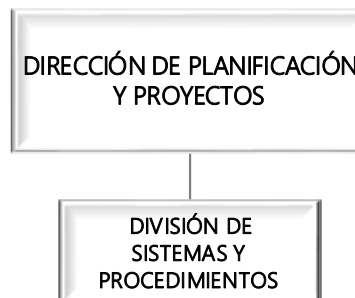 DIRECCIÓN DE PLANIFICACIÓN
Y PROYECTOS
DIVISIÓN DE
SISTEMAS Y
PROCEDIMIENTOS